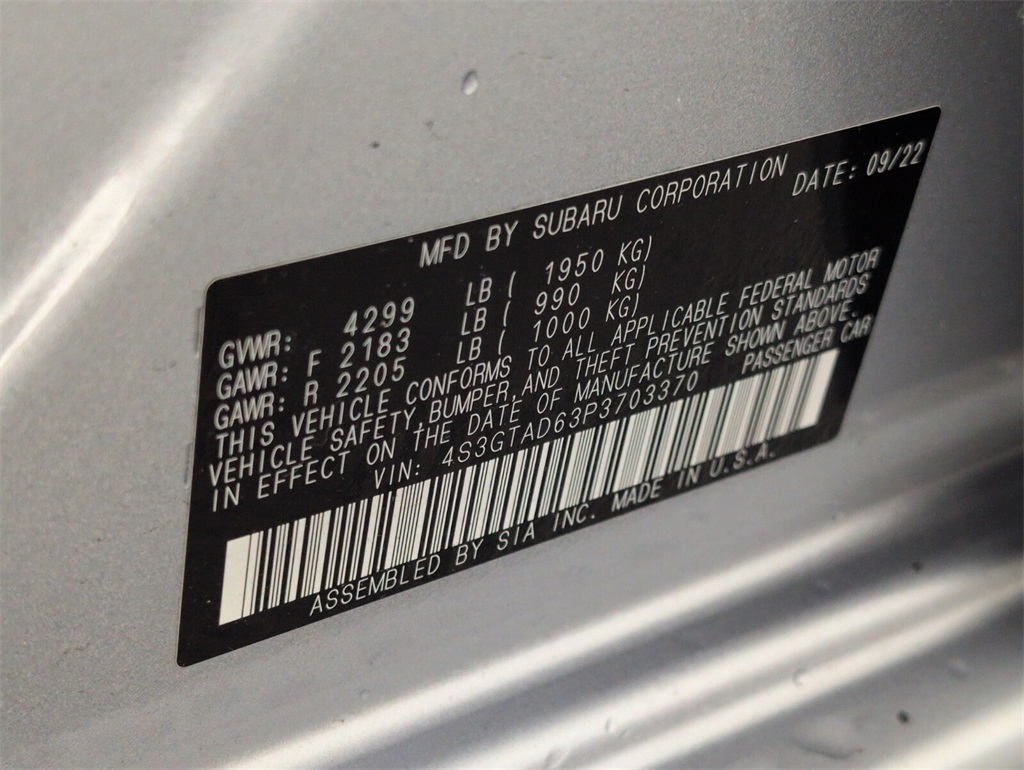 MFD BY SUBARU CORPORATION DATE: 09/22
GVWR: 4299 LB ( 1950 KG)
GAWR: F 2183 LB ( 990 KG)
GAWR: R 2205 LB ( 1000 KG)
THIS VEHICLE CONFORMS TO ALL APPLICABLE FEDERAL MOTOR
VEHICLE SAFETY,BUMPER,AND THEFT PREVENTION STANDARDS
IN EFFECT ON THE DATE OF MANUFACTURE SHOWN ABOVE.
VIN: 4S3GTAD63P3703370 PASSENGER CAR
ASSEMBLED BY SIA INC. MADE IN U.S.A.